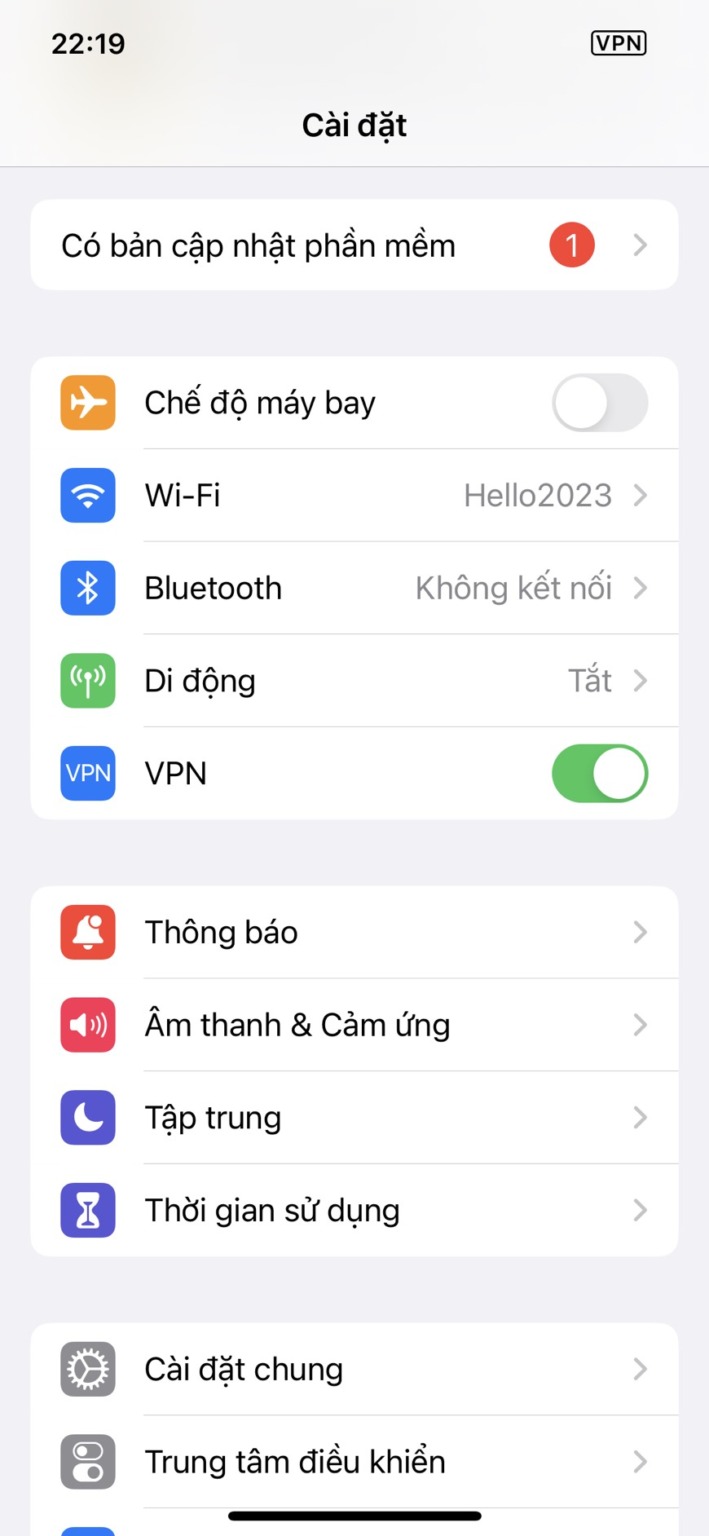 22:19
VPN
Cài đặt
Có bản cập nhật phần mềm 1
Chế độ máy bay
Wi-Fi Hello2023
Bluetooth Không kết nối
Di động Tắt
VPN VPN
Thông báo
Âm thanh & Cảm ứng
Tập trung
Thời gian sử dụng
Cài đặt chung
Trung tâm điều khiển